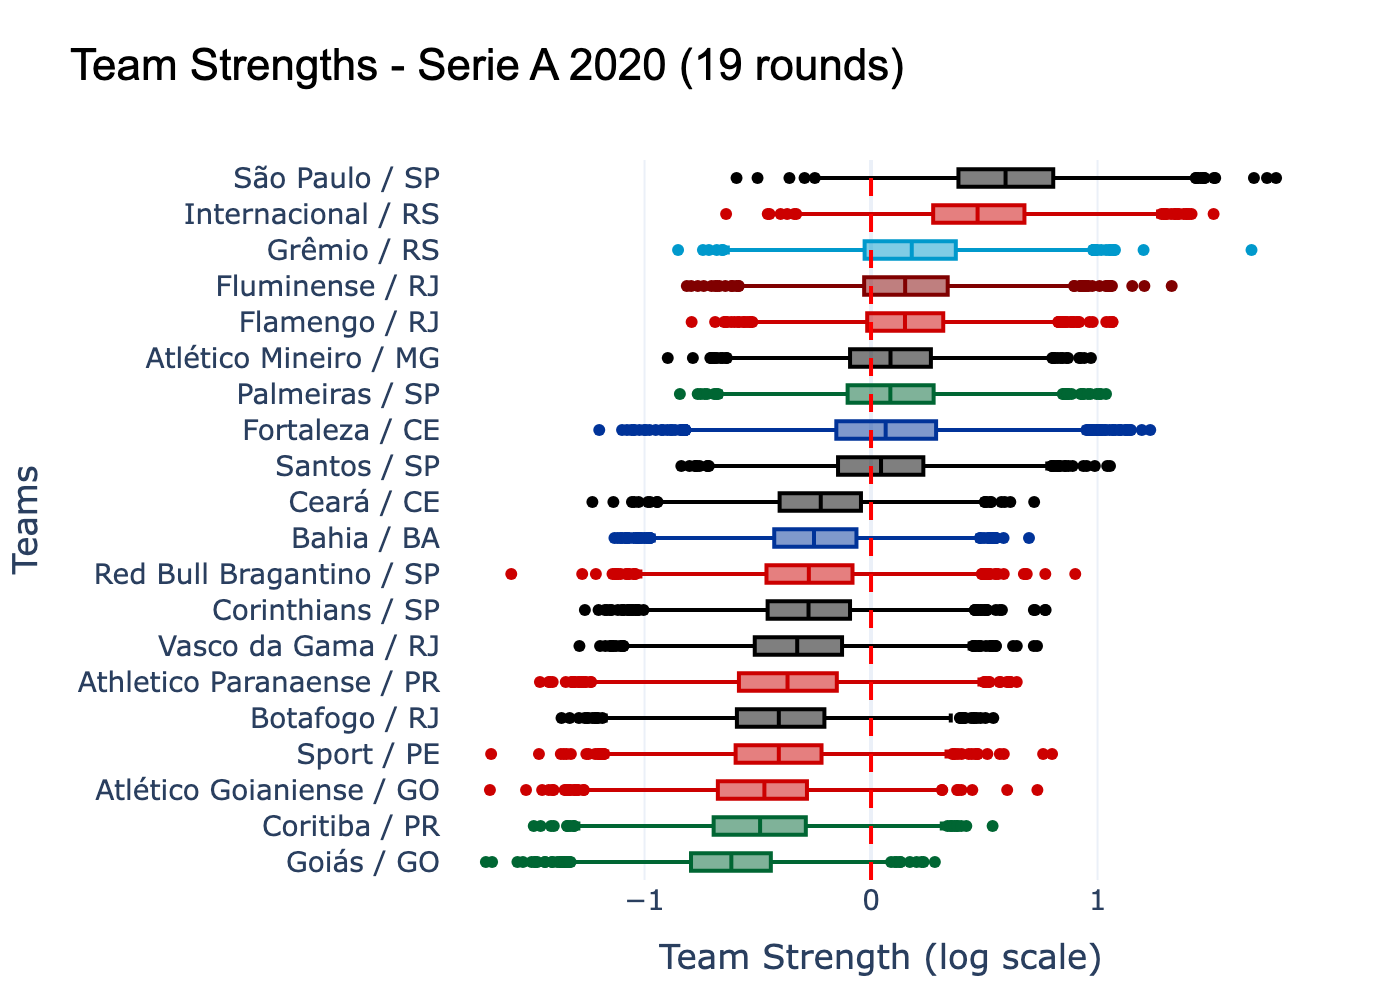 Team Strengths - Serie A 2020 (19 rounds)
São Paulo / SP
Internacional / RS
Grêmio / RS
Fluminense / RJ
Flamengo / RJ
Atlético Mineiro / MG
Palmeiras / SP
Fortaleza / CE
Santos / SP
Ceará / CE
Bahia / BA
Red Bull Bragantino / SP
Corinthians / SP
Vasco da Gama / RJ
Athletico Paranaense / PR
Botafogo / RJ
Sport / PE
Atlético Goianiense / GO
Coritiba / PR
Goiás / GO
Teams
−1 0 1
Team Strength (log scale)